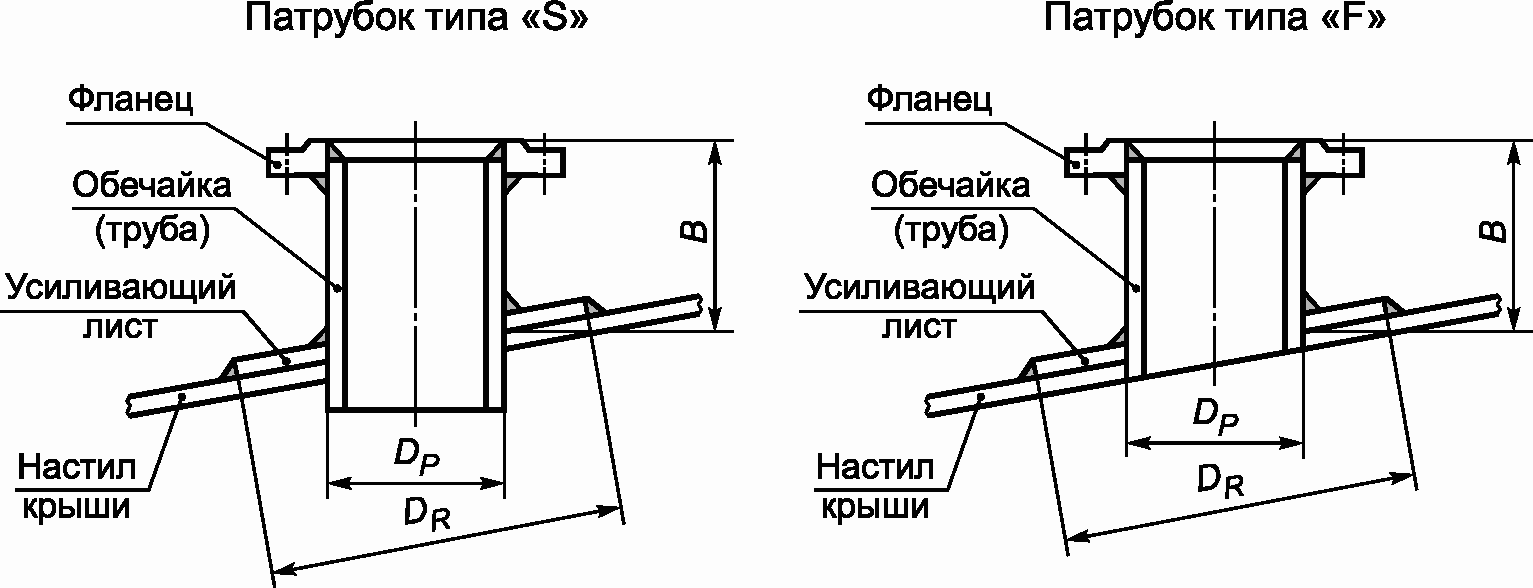 Патрубок типа «S»
Фланец
Обечайка
(труба)
Усиливающий
лист
Настил
крыши
B
D_P
D_R
Патрубок типа «F»
Фланец
Обечайка
(труба)
Усиливающий
лист
Настил
крыши
B
D_P
D_R